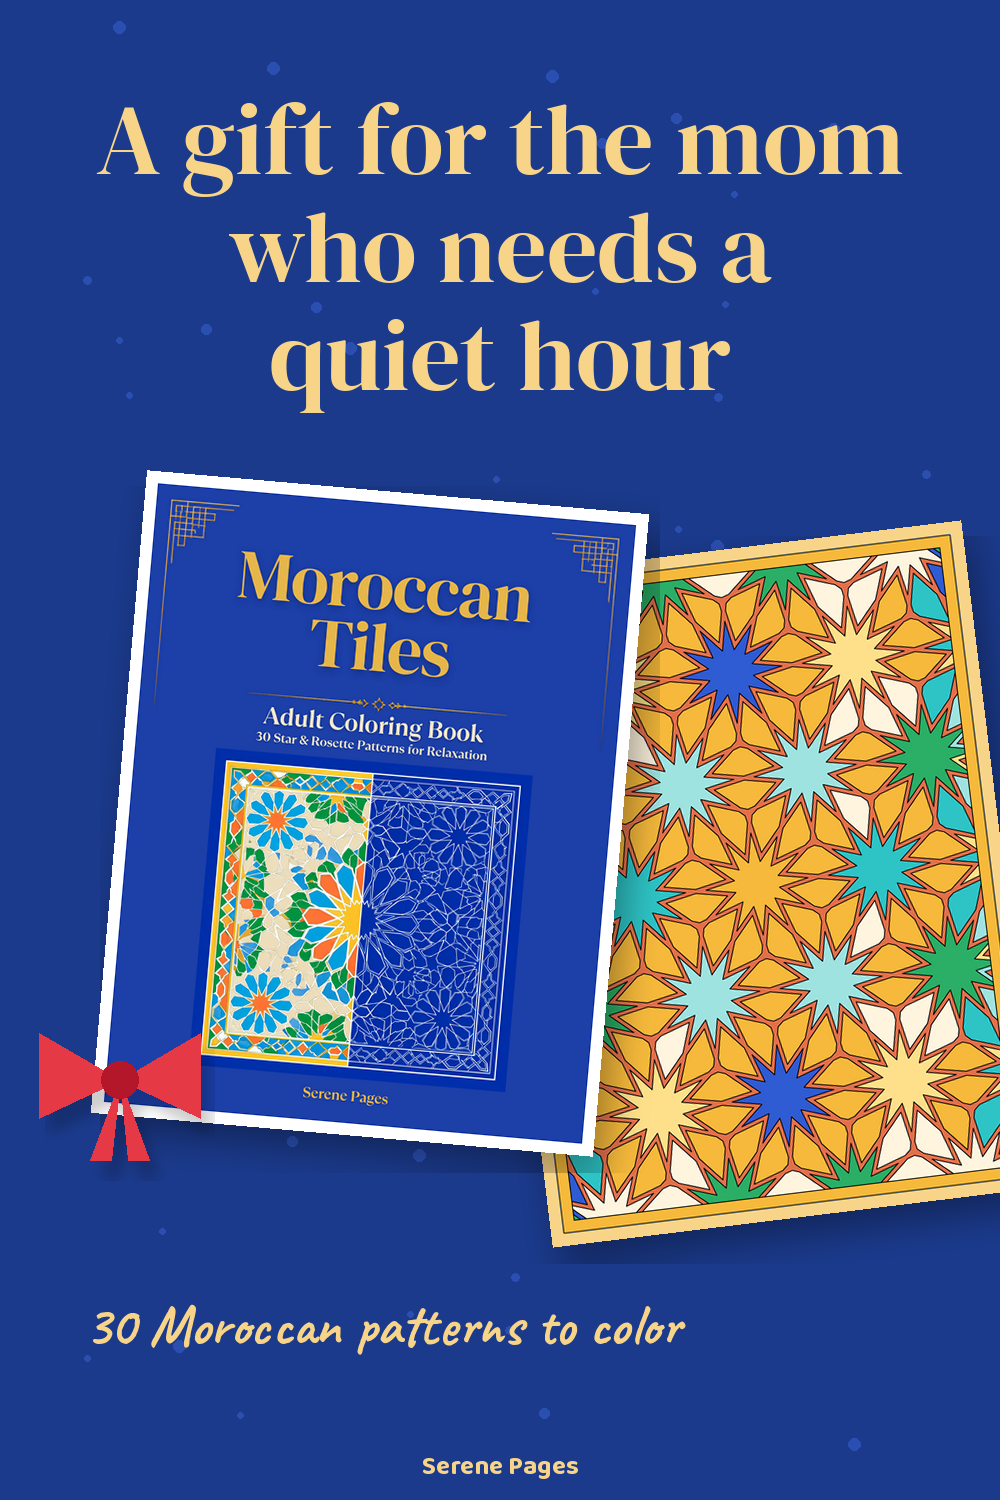 A gift for the mom
who needs a
quiet hour
Moroccan
Tiles
Adult Coloring Book
30 Star & Rosette Patterns for Relaxation
Serene Pages
30 Moroccan patterns to color
Serene Pages